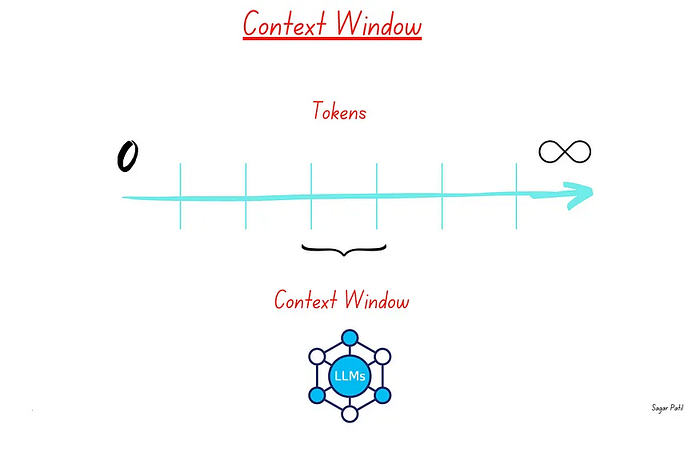 Context Window
Tokens
0
∞
Context Window
LLMs
Sagar Patil